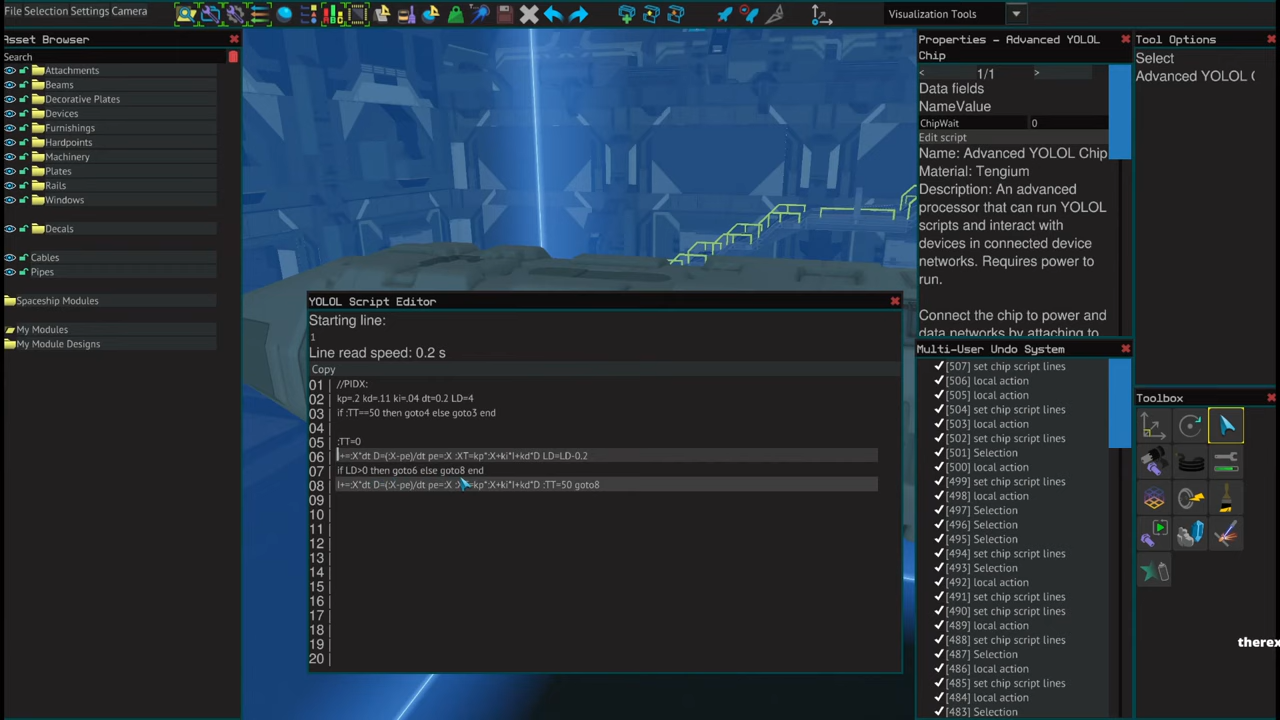 File Selection Settings Camera
Visualization Tools
Asset Browser
Search
Attachments
Beams
Decorative Plates
Devices
Furnishings
Hardpoints
Machinery
Plates
Rails
Windows
Decals
Cables
Pipes
Spaceship Modules
My Modules
My Module Designs
YOLOL Script Editor
Starting line:
1
Line read speed: 0.2 s
Copy
01 //PIDX:
02 kp=.2 kd=.11 ki=.04 dt=0.2 LD=4
03 if :TT==50 then goto4 else goto3 end
04
05 :TT=0
06 I+=:X*dt D=(:X-pe)/dt pe=:X :XT=kp*:X+ki*I+kd*D LD=LD-0.2
07 if LD>0 then goto6 else goto8 end
08 I+=:X*dt D=(:X-pe)/dt pe=:X :XT=kp*:X+ki*I+kd*D :TT=50 goto8
09
10
11
12
13
14
15
16
17
18
19
20
Properties - Advanced YOLOL
Chip
< 1/1 >
Data fields
NameValue
ChipWait 0
Edit script
Name: Advanced YOLOL Chip
Material: Tengium
Description: An advanced
processor that can run YOLOL
scripts and interact with
devices in connected device
networks. Requires power to
run.
Connect the chip to power and
data networks by attaching to
Multi-User Undo System
[507] set chip script lines
[506] local action
[505] local action
[504] set chip script lines
[503] local action
[502] set chip script lines
[501] Selection
[500] local action
[499] set chip script lines
[498] local action
[497] Selection
[496] local action
[495] Selection
[494] set chip script lines
[493] Selection
[492] local action
[491] set chip script lines
[490] set chip script lines
[489] local action
[488] set chip script lines
[487] Selection
[486] local action
[485] set chip script lines
[484] local action
[483] Selection
Tool Options
Select
Advanced YOLOL
Toolbox
therex